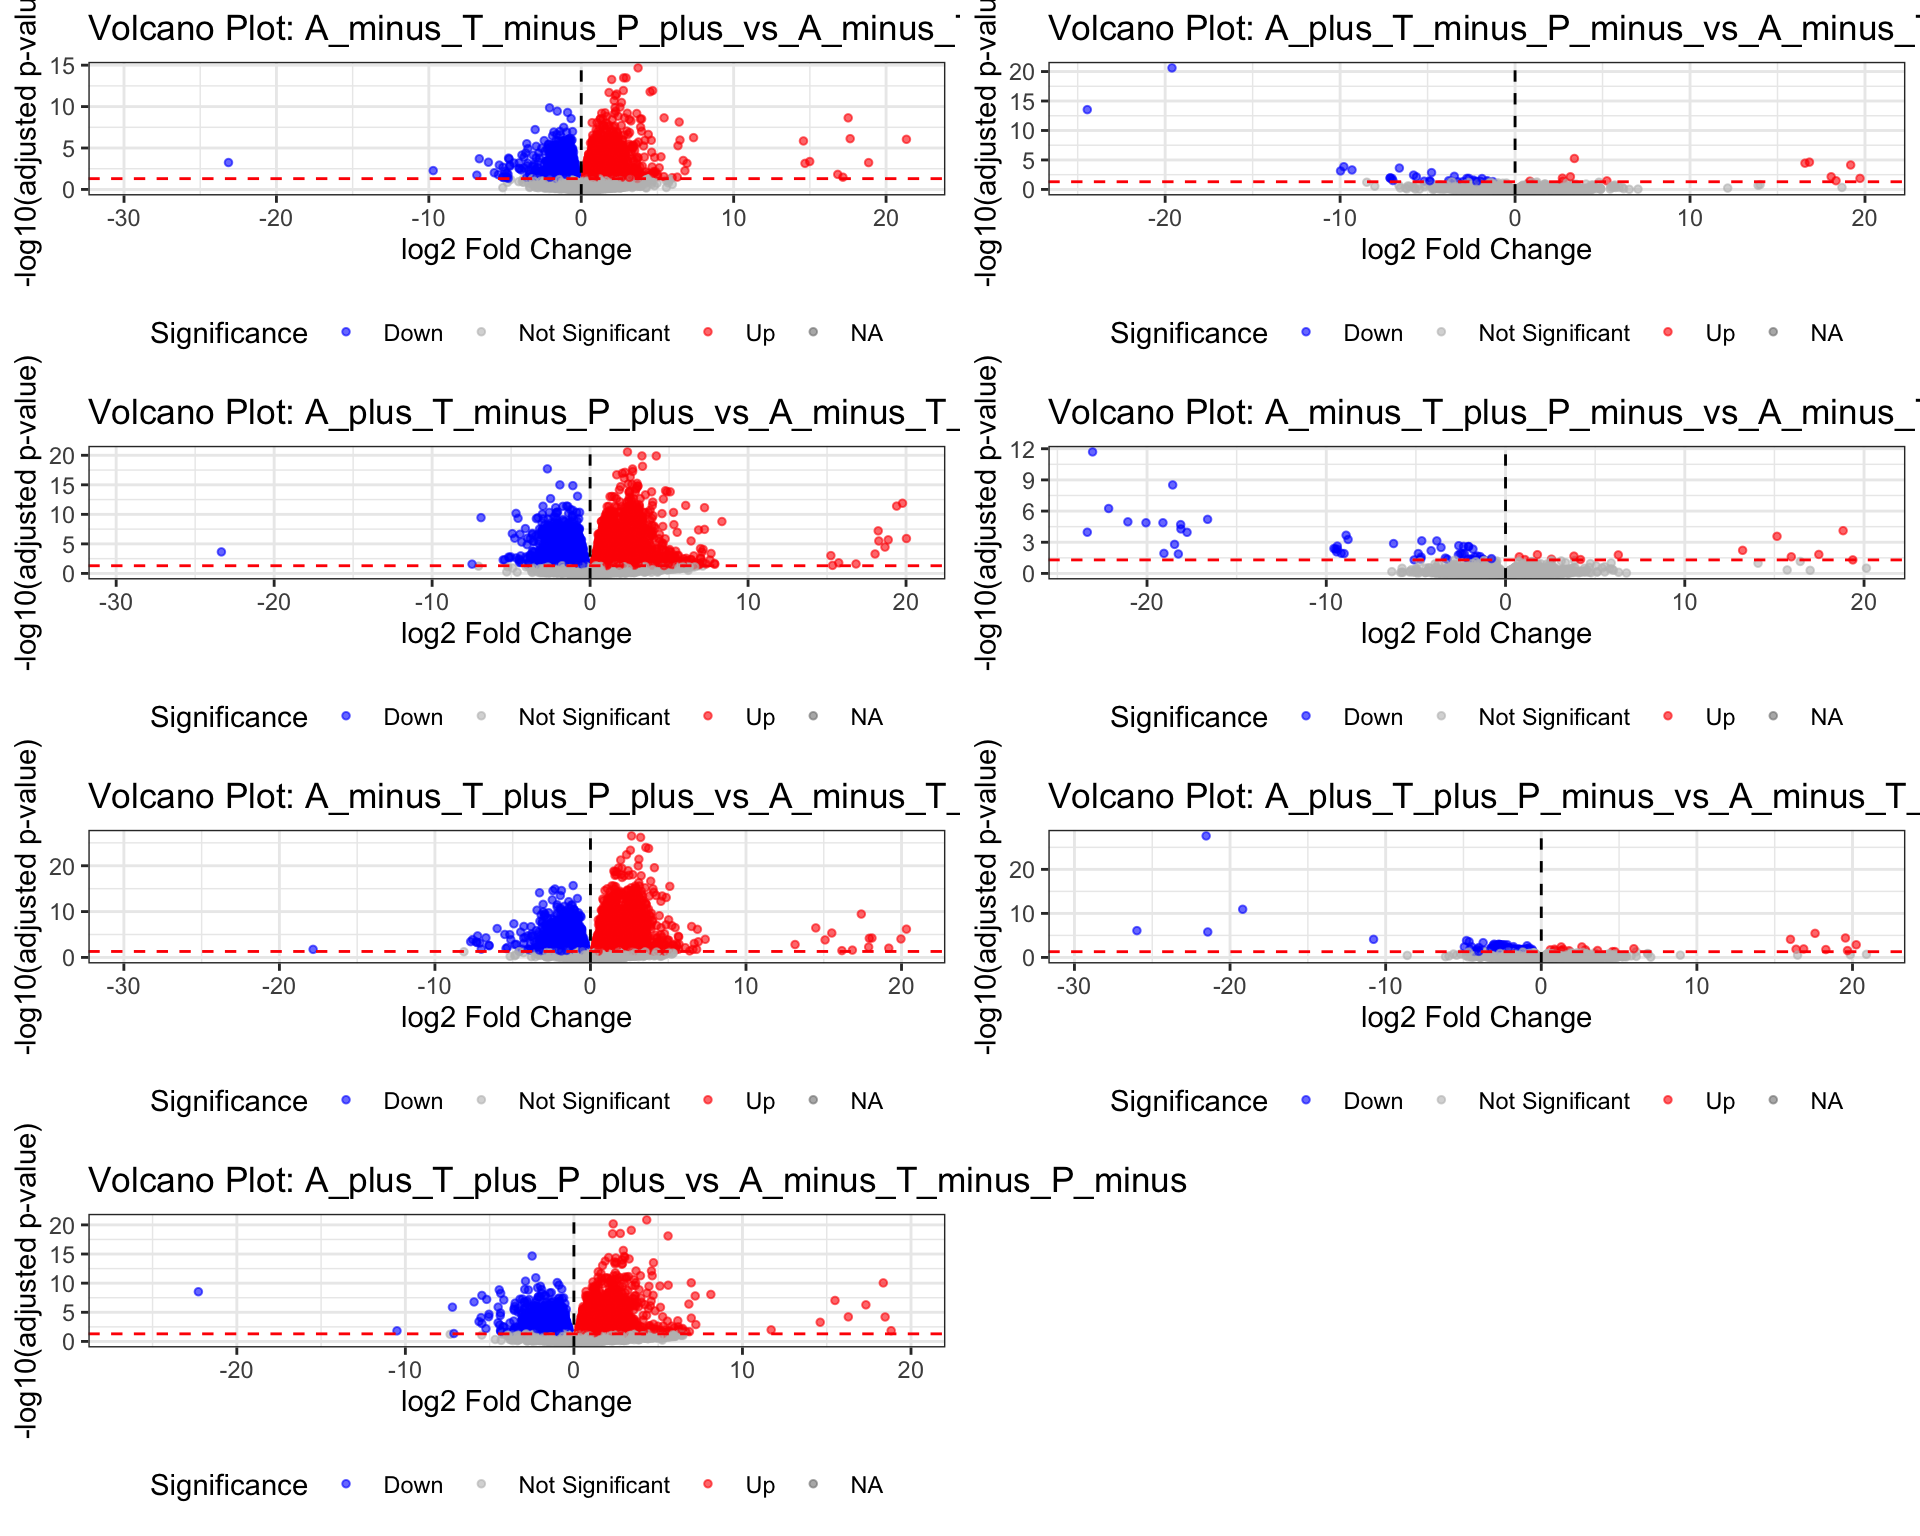 Volcano Plot: A_minus_T_minus_P_plus_vs_A_minus_
-log10(adjusted p-valu
15
10
5
0
-30 -20 -10 0 10 20
log2 Fold Change
Significance Down Not Significant Up NA
Volcano Plot: A_plus_T_minus_P_minus_vs_A_minus_T
-log10(adjusted p-valu
20
15
10
5
0
-20 -10 0 10 20
log2 Fold Change
Significance Down Not Significant Up NA
Volcano Plot: A_plus_T_minus_P_plus_vs_A_minus_T_
-log10(adjusted p-value)
20
15
10
5
0
-30 -20 -10 0 10 20
log2 Fold Change
Significance Down Not Significant Up NA
Volcano Plot: A_minus_T_plus_P_minus_vs_A_minus_T
-log10(adjusted p-value)
12
9
6
3
0
-20 -10 0 10 20
log2 Fold Change
Significance Down Not Significant Up NA
Volcano Plot: A_minus_T_plus_P_plus_vs_A_minus_T_
-log10(adjusted p-value)
20
10
0
-30 -20 -10 0 10 20
log2 Fold Change
Significance Down Not Significant Up NA
Volcano Plot: A_plus_T_plus_P_minus_vs_A_minus_T_
-log10(adjusted p-value)
20
10
0
-30 -20 -10 0 10 20
log2 Fold Change
Significance Down Not Significant Up NA
Volcano Plot: A_plus_T_plus_P_plus_vs_A_minus_T_minus_P_minus
-log10(adjusted p-value)
20
15
10
5
0
-20 -10 0 10 20
log2 Fold Change
Significance Down Not Significant Up NA